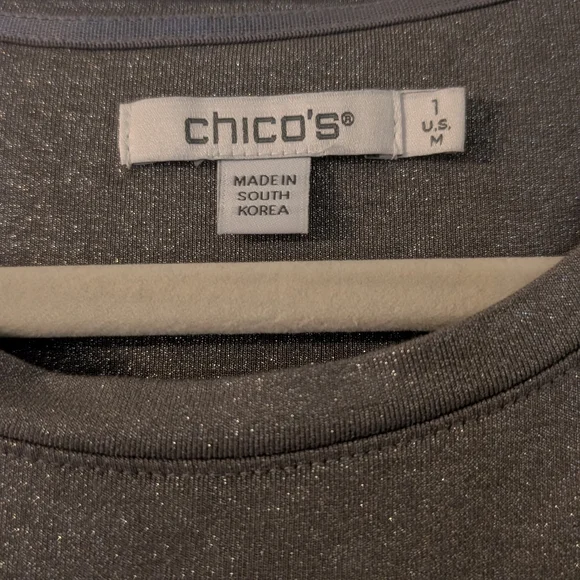 chico's®
1
U.S.
M
MADE IN
SOUTH
KOREA